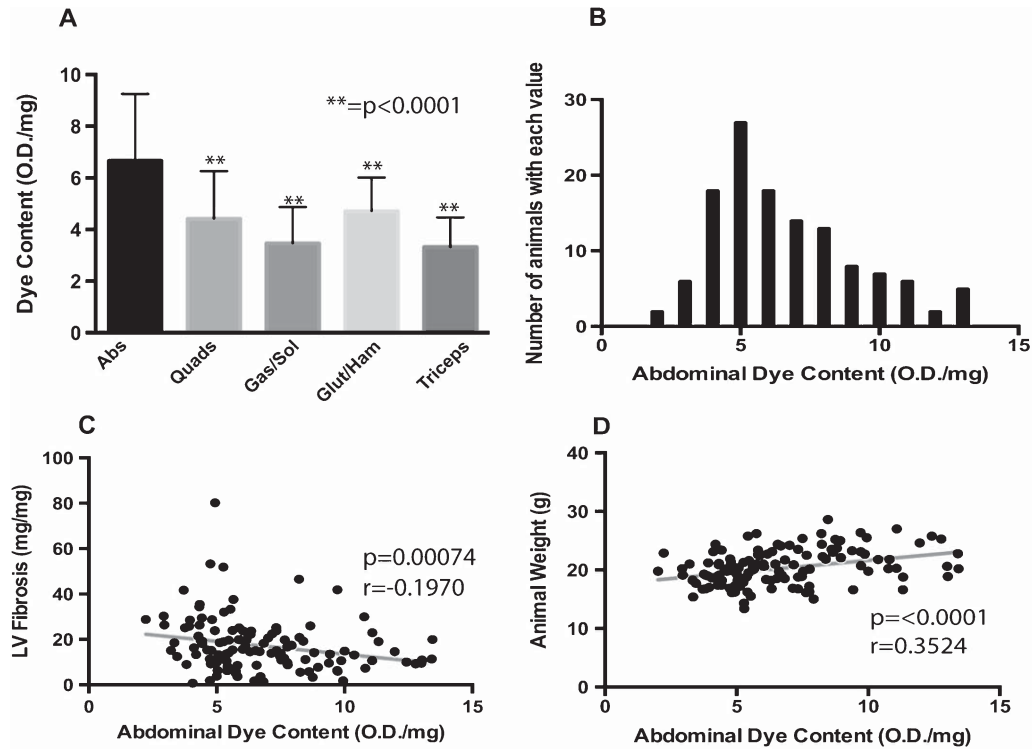 A
Dye Content (O.D./mg)
10
8
6
4
2
0
**=p<0.0001
**
**
**
**
Abs
Quads
Gas/Sol
Glut/Ham
Triceps
B
Number of animals with each value
30
20
10
0
0
5
10
15
Abdominal Dye Content (O.D./mg)
C
LV Fibrosis (mg/mg)
100
80
60
40
20
0
p=0.00074
r=-0.1970
0
5
10
15
Abdominal Dye Content (O.D./mg)
D
Animal Weight (g)
40
30
20
10
0
p=<0.0001
r=0.3524
0
5
10
15
Abdominal Dye Content (O.D./mg)